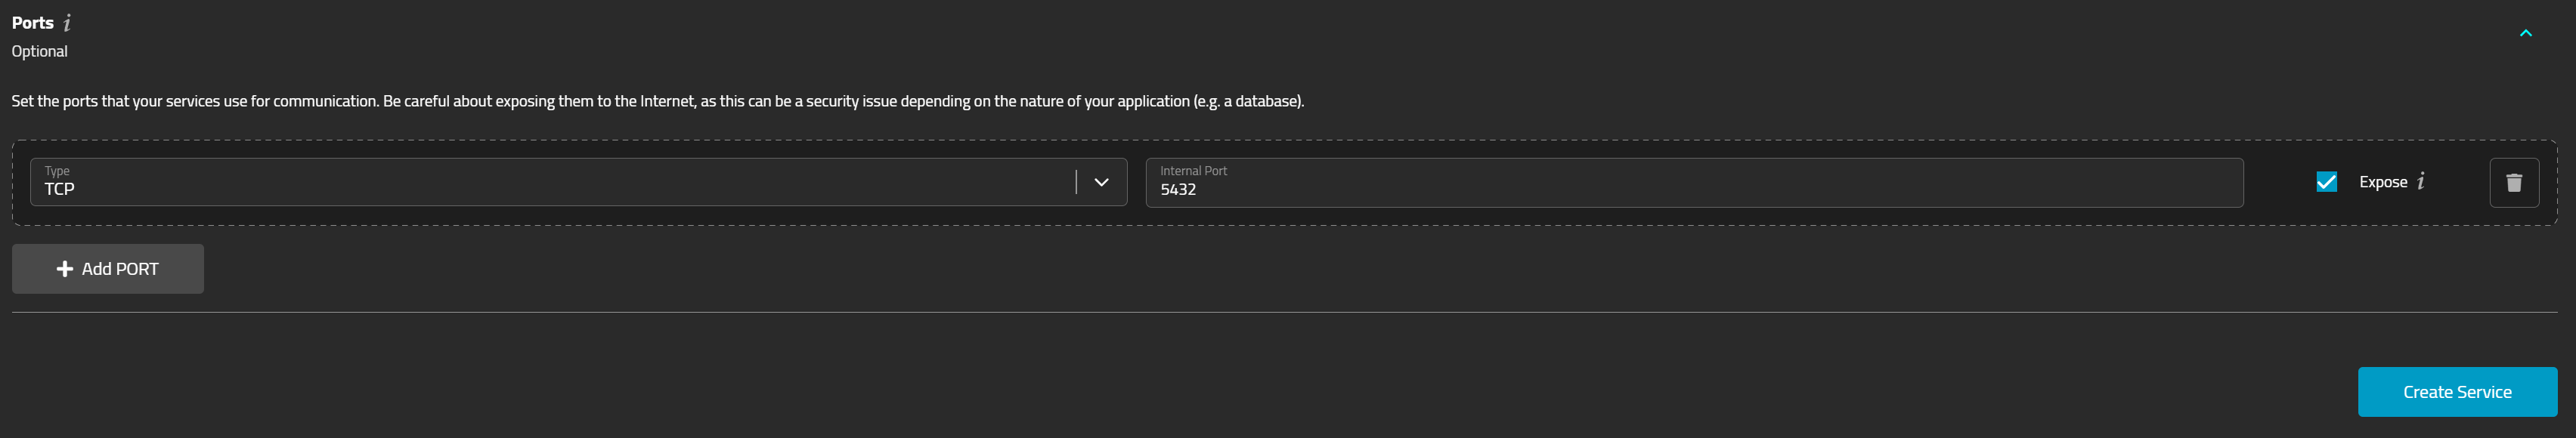 Ports i
Optional
Set the ports that your services use for communication. Be careful about exposing them to the Internet, as this can be a security issue depending on the nature of your application (e.g. a database).
Type
TCP
Internal Port
5432
Expose i
Add PORT
Create Service